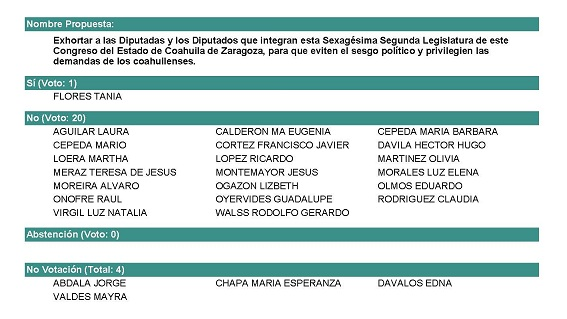 Nombre Propuesta:
Exhortar a las Diputadas y los Diputados que integran esta Sexagésima Segunda Legislatura de este
Congreso del Estado de Coahuila de Zaragoza, para que eviten el sesgo político y privilegien las
demandas de los coahuilenses.
Sí (Voto: 1)
FLORES TANIA
No (Voto: 20)
AGUILAR LAURA CALDERON MA EUGENIA CEPEDA MARIA BARBARA
CEPEDA MARIO CORTEZ FRANCISCO JAVIER DAVILA HECTOR HUGO
LOERA MARTHA LOPEZ RICARDO MARTINEZ OLIVIA
MERAZ TERESA DE JESUS MONTEMAYOR JESUS MORALES LUZ ELENA
MOREIRA ALVARO OGAZON LIZBETH OLMOS EDUARDO
ONOFRE RAUL OYERVIDES GUADALUPE RODRIGUEZ CLAUDIA
VIRGIL LUZ NATALIA WALSS RODOLFO GERARDO
Abstención (Voto: 0)
No Votación (Total: 4)
ABDALA JORGE CHAPA MARIA ESPERANZA DAVALOS EDNA
VALDES MAYRA